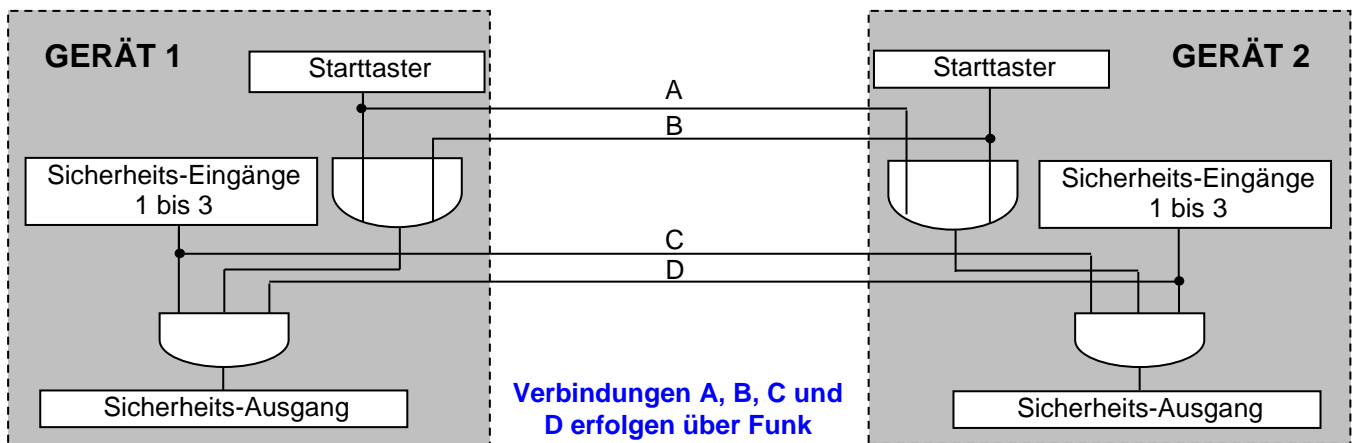 GERÄT 1
Starttaster
Starttaster
GERÄT 2
A
B
Sicherheits-Eingänge
1 bis 3
Sicherheits-Eingänge
1 bis 3
C
D
Sicherheits-Ausgang
Verbindungen A, B, C und
D erfolgen über Funk
Sicherheits-Ausgang